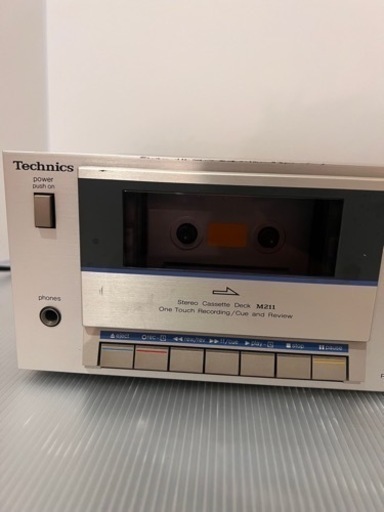 Technics
power
push on
Stereo Cassette Deck M211
One Touch Recording/Cue and Review
phones
▲ eject ○ rec ◀◀ rew/rev ▶▶ ff/cue ▶ play ■ stop ❚❚ pause